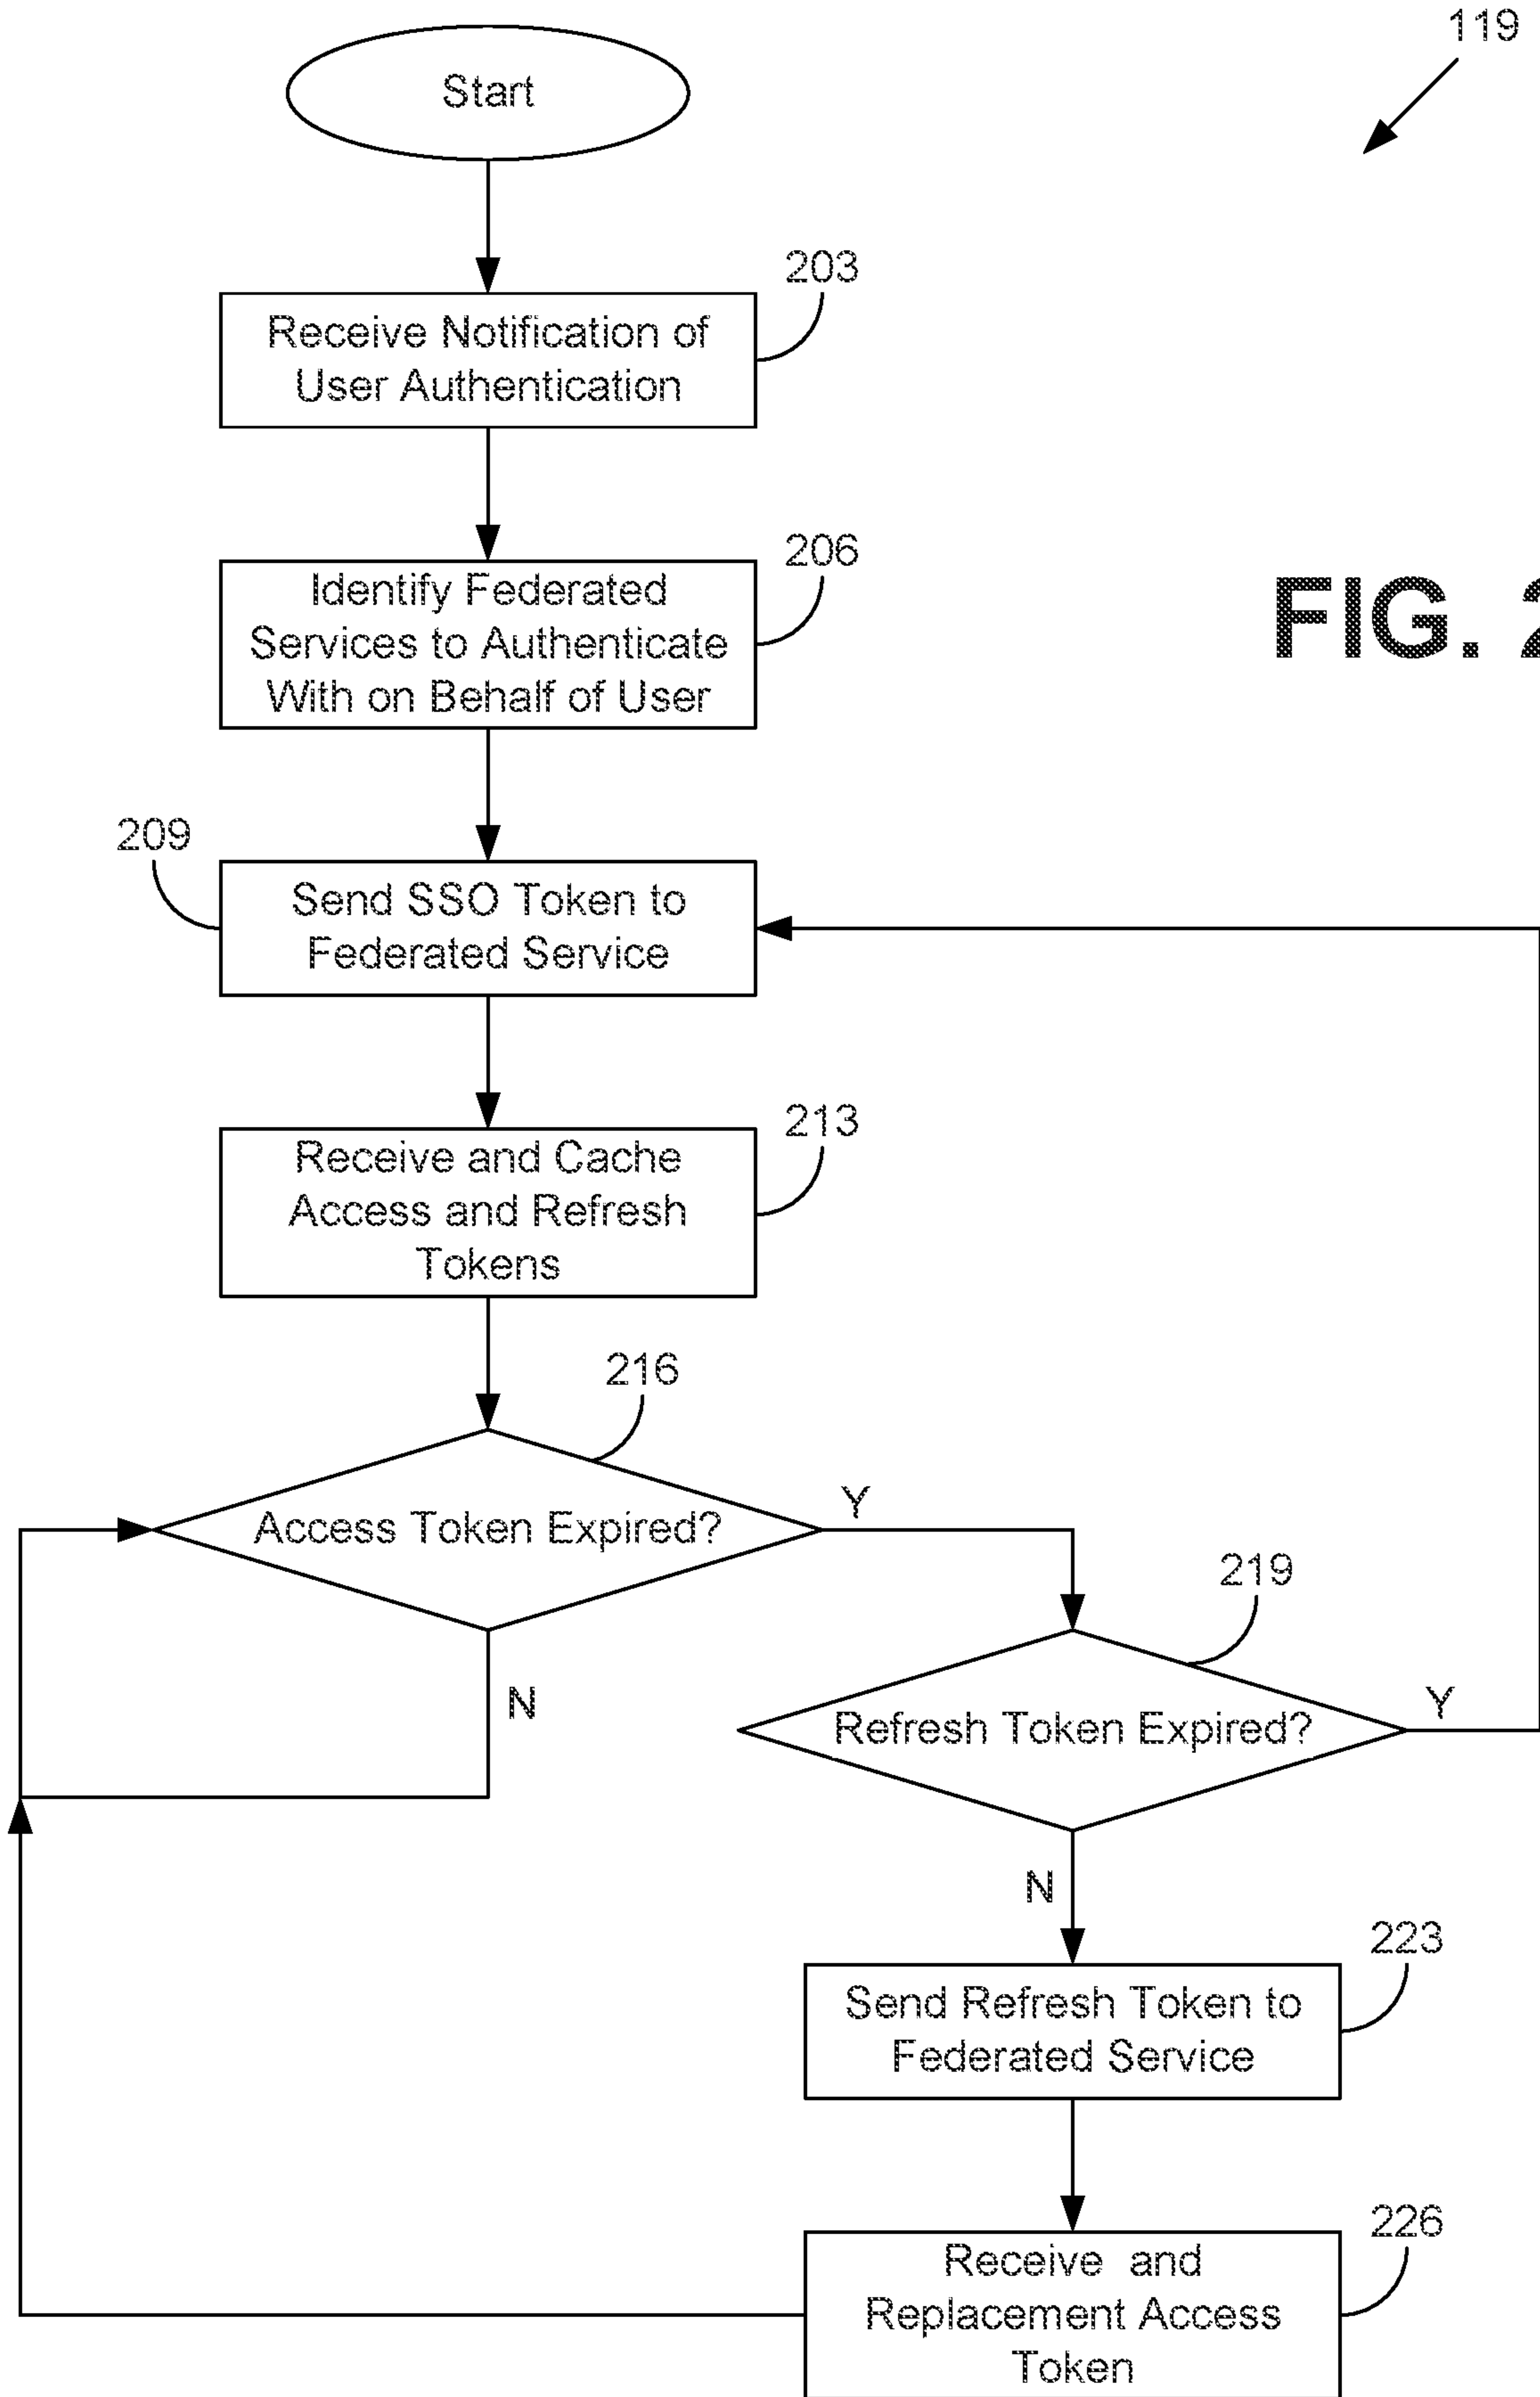 119
Start
203
Receive Notification of
User Authentication
206
Identify Federated
Services to Authenticate
With on Behalf of User
FIG. 2
209
Send SSO Token to
Federated Service
213
Receive and Cache
Access and Refresh
Tokens
216
Access Token Expired?
Y
N
219
Refresh Token Expired?
Y
N
223
Send Refresh Token to
Federated Service
226
Receive and
Replacement Access
Token